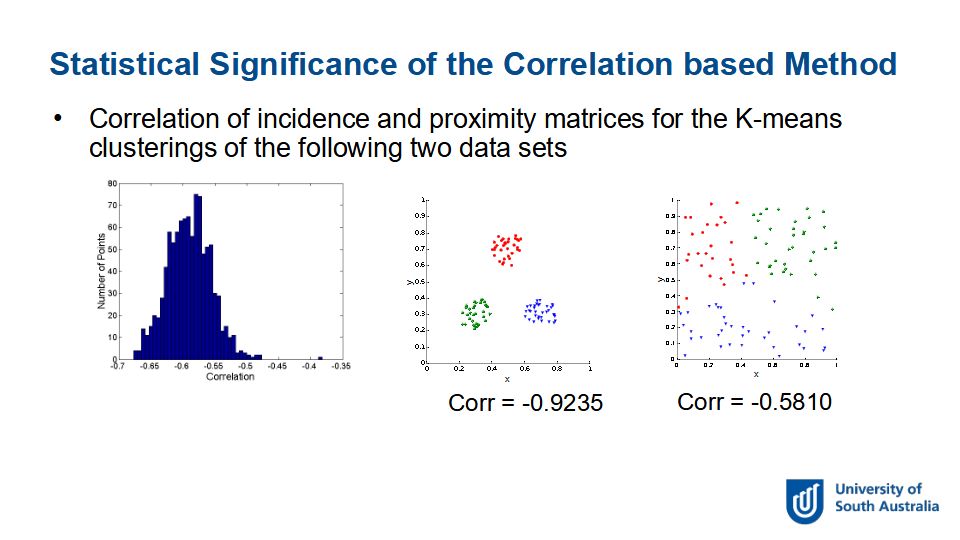 Statistical Significance of the Correlation based Method
• Correlation of incidence and proximity matrices for the K-means
clusterings of the following two data sets
80
70
60
50
40
30
20
10
0
Number of Points
-0.7 -0.65 -0.6 -0.55 -0.5 -0.45 -0.4 -0.35
Correlation
1
0.9
0.8
0.7
0.6
0.5
0.4
0.3
0.2
0.1
0
y
0 0.2 0.4 0.6 0.8 1
x
Corr = -0.9235
1
0.9
0.8
0.7
0.6
0.5
0.4
0.3
0.2
0.1
0
y
0 0.2 0.4 0.6 0.8 1
x
Corr = -0.5810
University of
South Australia